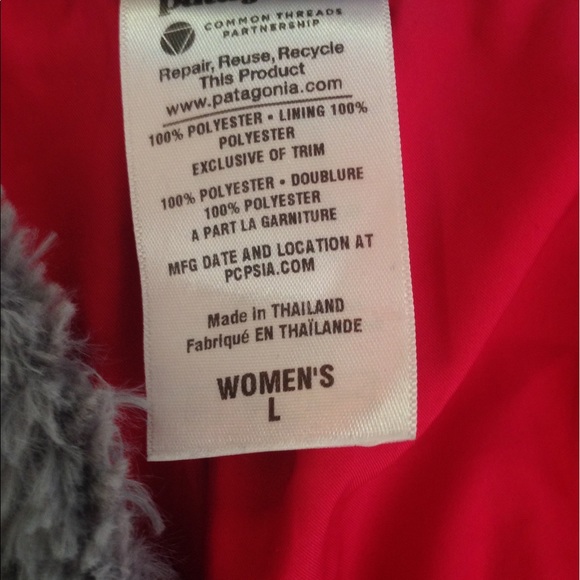 patagonia
COMMON THREADS
PARTNERSHIP
Repair, Reuse, Recycle
This Product
www.patagonia.com
100% POLYESTER • LINING 100%
POLYESTER
EXCLUSIVE OF TRIM
100% POLYESTER • DOUBLURE
100% POLYESTER
A PART LA GARNITURE
MFG DATE AND LOCATION AT
PCPSIA.COM
Made in THAILAND
Fabriqué EN THAÏLANDE
WOMEN'S
L